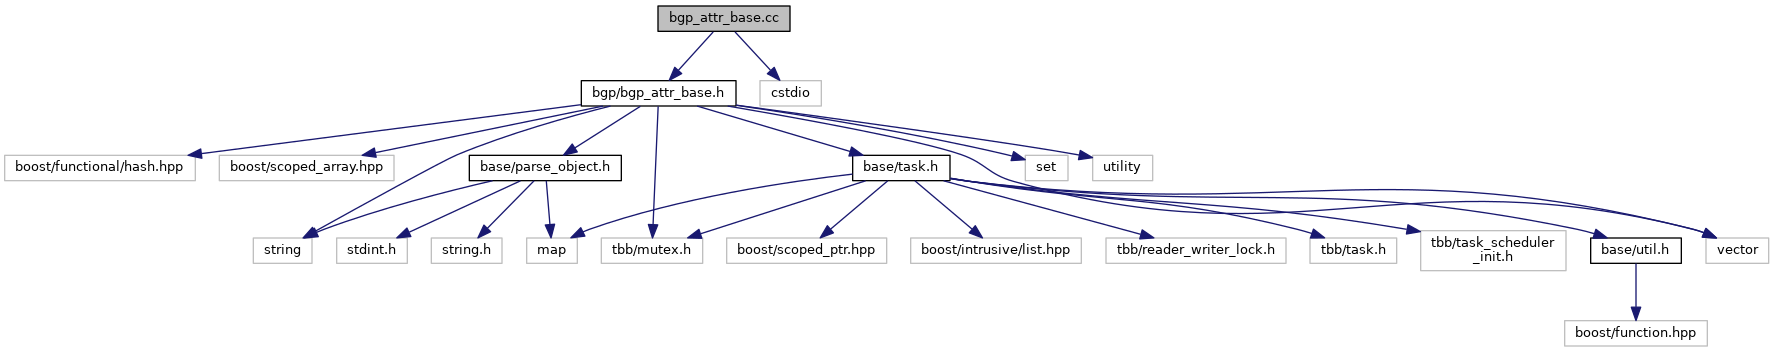 bgp_attr_base.cc
bgp/bgp_attr_base.h
cstdio
boost/functional/hash.hpp
boost/scoped_array.hpp
base/parse_object.h
base/task.h
set
utility
string
stdint.h
string.h
map
tbb/mutex.h
boost/scoped_ptr.hpp
boost/intrusive/list.hpp
tbb/reader_writer_lock.h
tbb/task.h
tbb/task_scheduler
_init.h
base/util.h
vector
boost/function.hpp